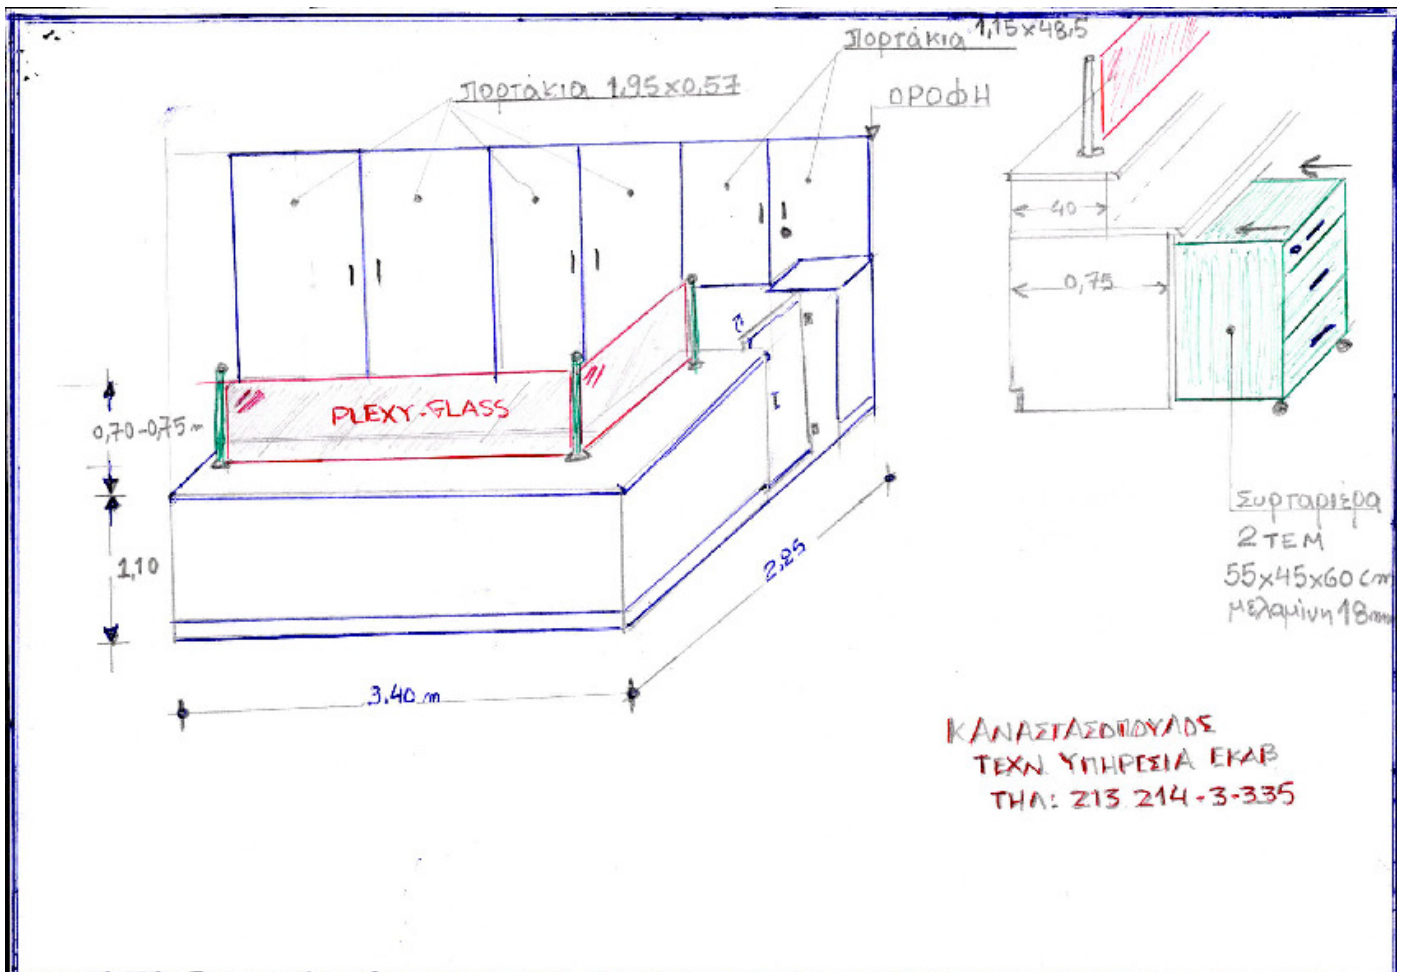 Πορτάκια 1,15x48,5
Πορτάκια 1,95x0,57
ΟΡΟΦΗ
40
0,75
PLEXY-GLASS
0,70-0,75 m
1,10
2,25
3.40 m
Συρταριέρα
2 ΤΕΜ
55x45x60 cm
μελαμίνη 18mm
ΚΑΝΑΣΤΑΣΟΠΟΥΛΟΣ
ΤΕΧΝ. ΥΠΗΡΕΣΙΑ ΕΚΑΒ
ΤΗΛ: 213 214-3-335